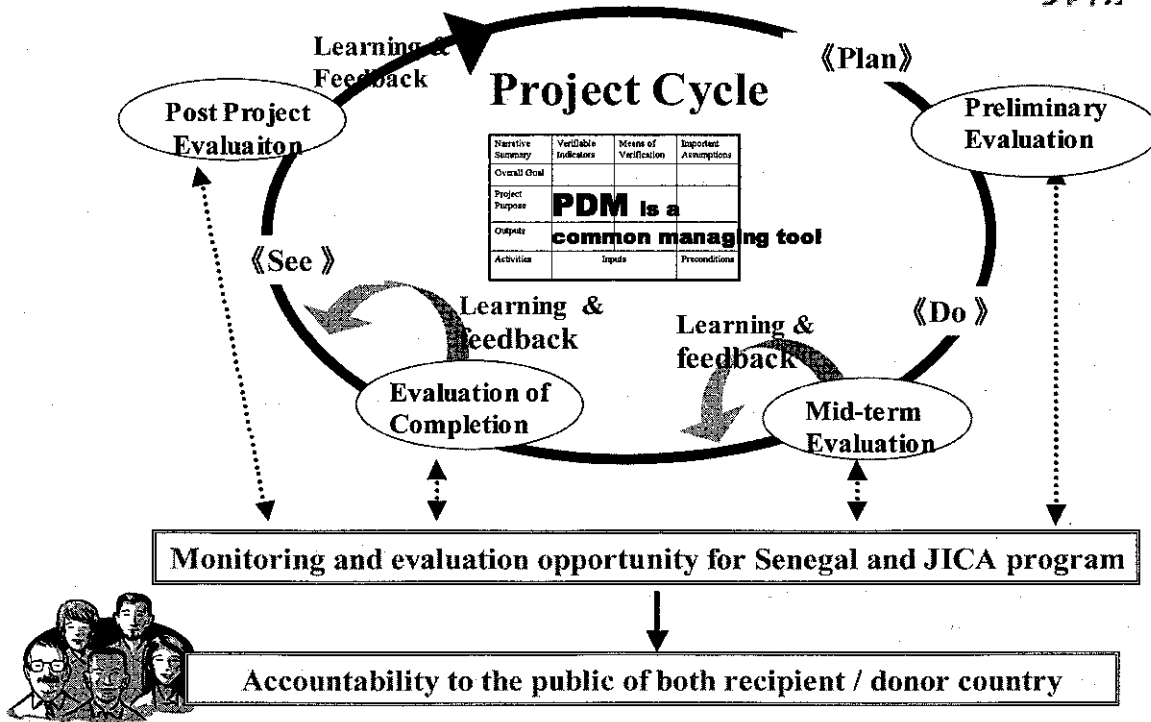 Learning &
Feedback
《Plan》
Project Cycle
Post Project
Evaluaiton
Preliminary
Evaluation
Narrative Summary | Verifiable Indicators | Means of Verification | Important Assumptions
Overall Goal
Project Purpose
PDM is a
Outputs
common managing tool
Activities | Inputs | Preconditions
《See》
Learning &
feedback
《Do》
Learning &
feedback
Evaluation of
Completion
Mid-term
Evaluation
Monitoring and evaluation opportunity for Senegal and JICA program
Accountability to the public of both recipient / donor country